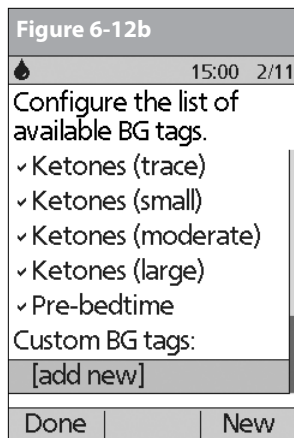 Figure 6-12b
15:00 2/11
Configure the list of
available BG tags.
Ketones (trace)
Ketones (small)
Ketones (moderate)
Ketones (large)
Pre-bedtime
Custom BG tags:
[add new]
Done New